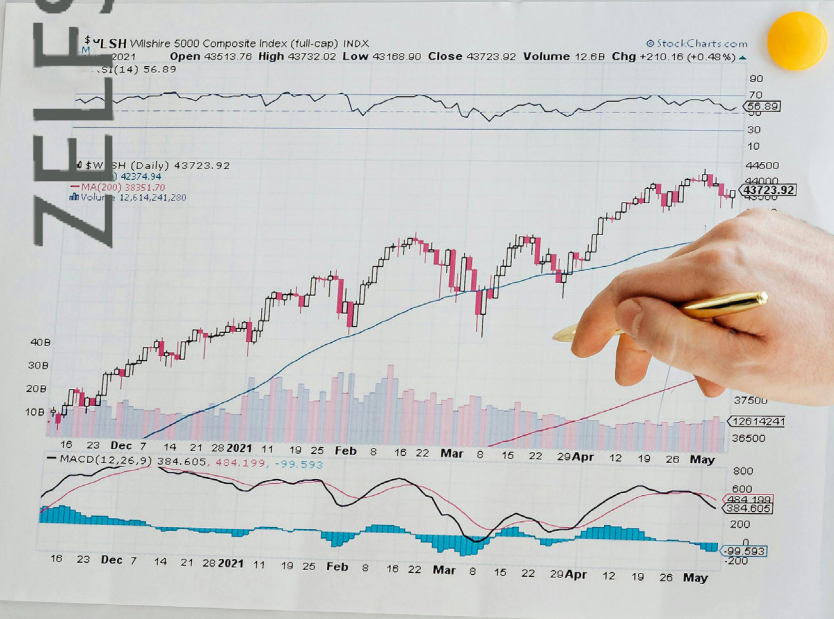 ZELF
$WLSH Wilshire 5000 Composite Index (full-cap) INDX
© StockCharts.com
2021 Open 43513.76 High 43732.02 Low 43168.90 Close 43723.92 Volume 12.6B Chg +210.16 (+0.48%)
SI(14) 56.89
90
70
56.89
50
30
10
$WLSH (Daily) 43723.92
42374.94
MA(200) 38351.70
Volume 12,614,241,280
44500
44000
43723.92
43500
40B
30B
20B
10B
37500
12614241
36500
16 23 Dec 7 14 21 28 2021 11 19 25 Feb 8 16 22 Mar 8 15 22 29 Apr 12 19 26 May
MACD(12,26,9) 384.605, 484.199, -99.593
800
600
484.199
384.605
200
0
-99.593
-200
16 23 Dec 7 14 21 28 2021 11 19 25 Feb 8 16 22 Mar 8 15 22 29 Apr 12 19 26 May